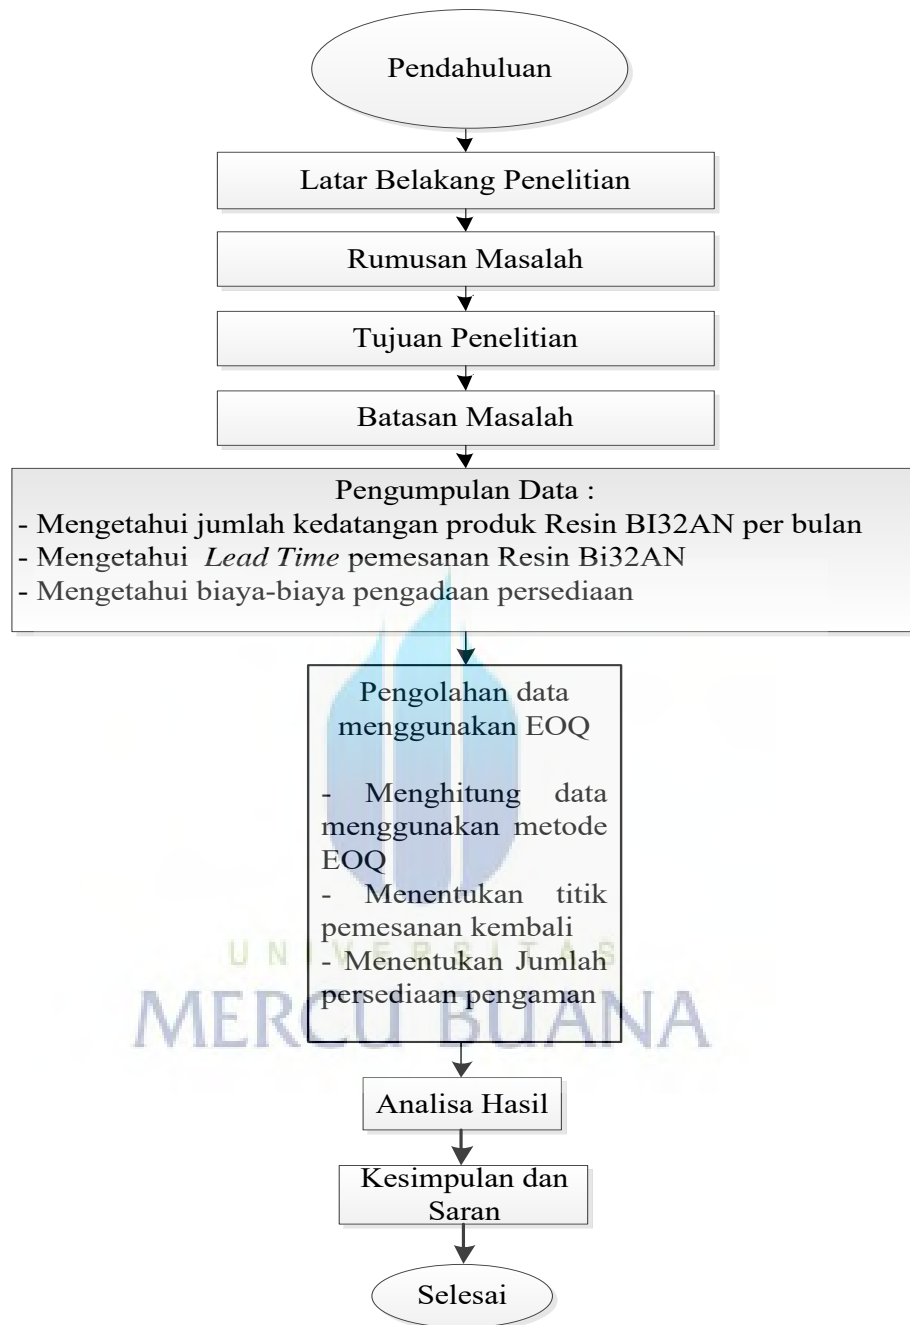 Pendahuluan
Latar Belakang Penelitian
Rumusan Masalah
Tujuan Penelitian
Batasan Masalah
Pengumpulan Data :
- Mengetahui jumlah kedatangan produk Resin BI32AN per bulan
- Mengetahui Lead Time pemesanan Resin Bi32AN
- Mengetahui biaya-biaya pengadaan persediaan
Pengolahan data
menggunakan EOQ
- Menghitung data
menggunakan metode
EOQ
- Menentukan titik
pemesanan kembali
- Menentukan Jumlah
persediaan pengaman
UNIVERSITAS
MERCU BUANA
Analisa Hasil
Kesimpulan dan
Saran
Selesai